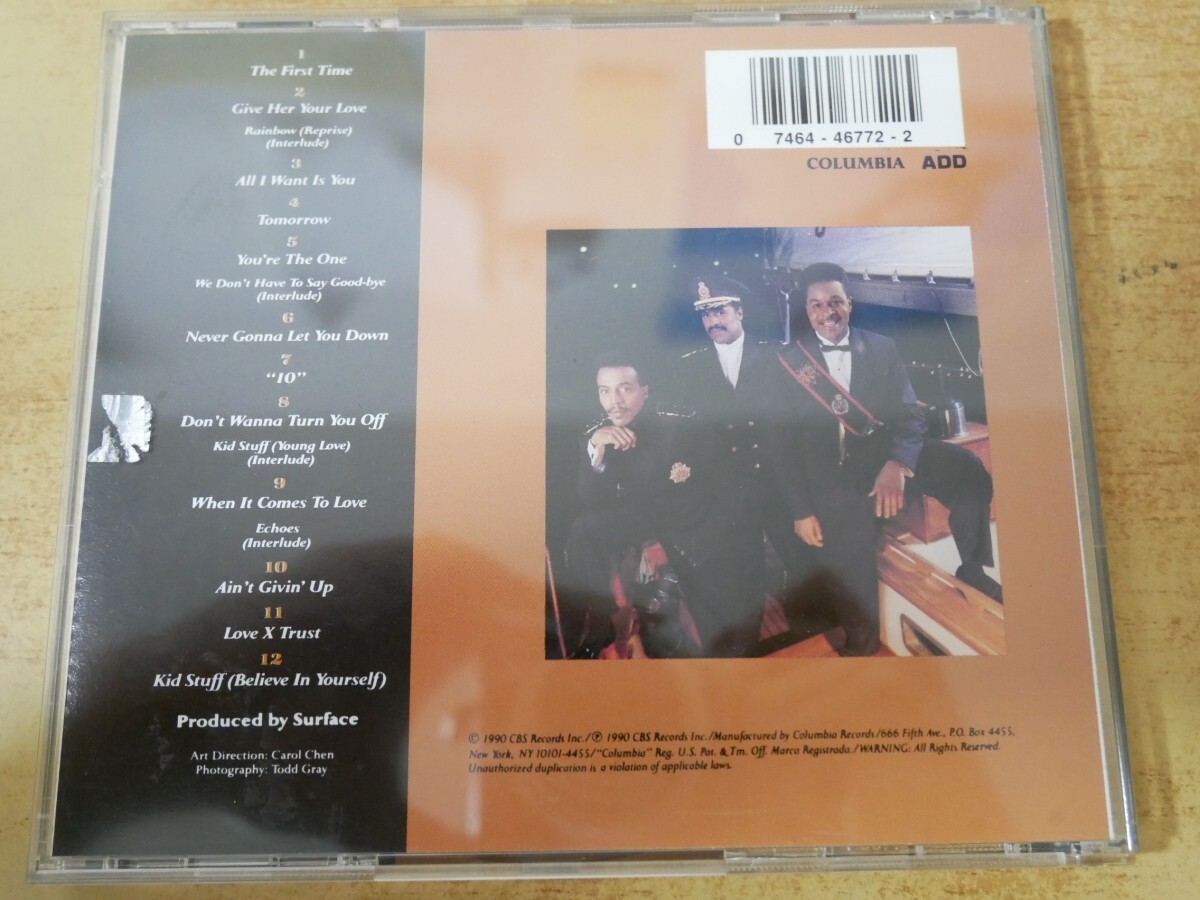 1
The First Time
2
Give Her Your Love
Rainbow (Reprise)
(Interlude)
3
All I Want Is You
4
Tomorrow
5
You're The One
We Don't Have To Say Good-bye
(Interlude)
6
Never Gonna Let You Down
7
“10”
8
Don't Wanna Turn You Off
Kid Stuff (Young Love)
(Interlude)
9
When It Comes To Love
Echoes
(Interlude)
10
Ain't Givin' Up
11
Love X Trust
12
Kid Stuff (Believe In Yourself)
Produced by Surface
Art Direction: Carol Chen
Photography: Todd Gray
0 7464-46772-2
COLUMBIA ADD
© 1990 CBS Records Inc./℗ 1990 CBS Records Inc./Manufactured by Columbia Records/666 Fifth Ave., P.O. Box 4455,
New York, NY 10101-4455/"Columbia" Reg. U.S. Pat. & Tm. Off. Marca Registrada./WARNING: All Rights Reserved.
Unauthorized duplication is a violation of applicable laws.